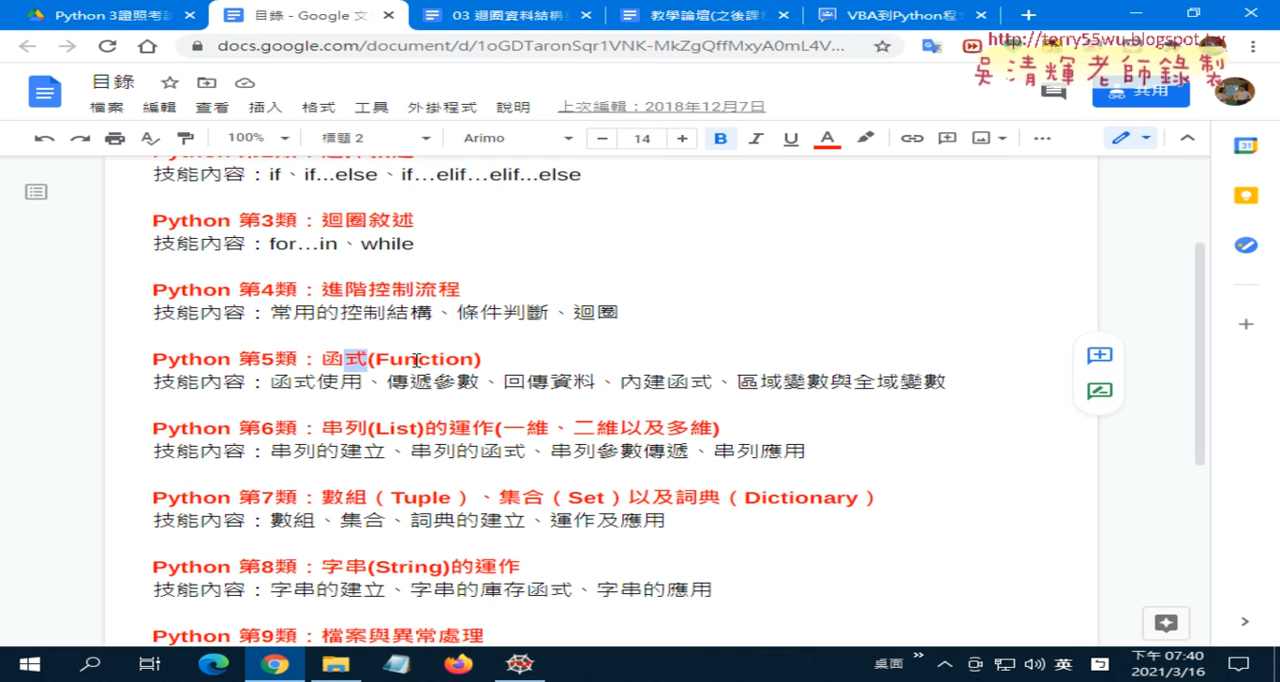 Python 3證照考試
目錄 - Google 文
03 迴圈資料結構
教學論壇(之後課
VBA到Python程
docs.google.com/document/d/1oGDTaronSqr1VNK-MkZgQffMxyA0mL4V...
http://terry55wu.blogspot.tw
吳清輝老師錄製
目錄
檔案 編輯 查看 插入 格式 工具 外掛程式 說明 上次編輯:2018年12月7日
共用
100% 標題 2 Arimo 14 B I U A
技能內容:if、if...else、if…elif…elif...else
Python 第3類:迴圈敘述
技能內容:for…in、while
Python 第4類:進階控制流程
技能內容:常用的控制結構、條件判斷、迴圈
Python 第5類:函式(Function)
技能內容:函式使用、傳遞參數、回傳資料、內建函式、區域變數與全域變數
Python 第6類:串列(List)的運作(一維、二維以及多維)
技能內容:串列的建立、串列的函式、串列參數傳遞、串列應用
Python 第7類:數組(Tuple)、集合(Set)以及詞典(Dictionary)
技能內容:數組、集合、詞典的建立、運作及應用
Python 第8類:字串(String)的運作
技能內容:字串的建立、字串的庫存函式、字串的應用
Python 第9類:檔案與異常處理
31
桌面
英
下午 07:40
2021/3/16